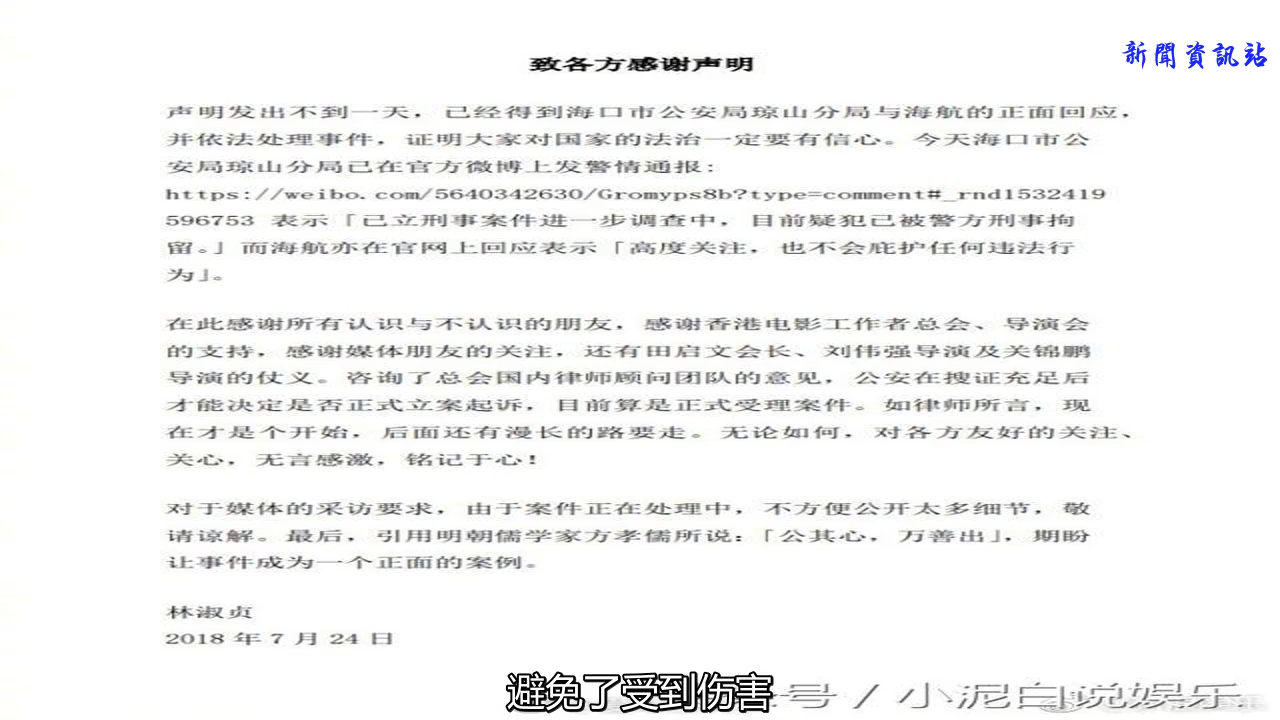 新聞資訊站
致各方感谢声明
声明发出不到一天，已经得到海口市公安局琼山分局与海航的正面回应，
并依法处理事件，证明大家对国家的法治一定要有信心。今天海口市公
安局琼山分局已在官方微博上发警情通报：
https://weibo.com/5640342630/Gromyps8b?type=comment#_rnd1532419
596753 表示「已立刑事案件进一步调查中，目前疑犯已被警方刑事拘
留。」而海航亦在官网上回应表示「高度关注，也不会庇护任何违法行
为」。
在此感谢所有认识与不认识的朋友，感谢香港电影工作者总会、导演会
的支持，感谢媒体朋友的关注，还有田启文会长、刘伟强导演及关锦鹏
导演的仗义。咨询了总会国内律师顾问团队的意见，公安在搜证充足后
才能决定是否正式立案起诉，目前算是正式受理案件。如律师所言，现
在才是个开始，后面还有漫长的路要走。无论如何，对各方友好的关注、
关心，无言感激，铭记于心！
对于媒体的采访要求，由于案件正在处理中，不方便公开太多细节，敬
请谅解。最后，引用明朝儒学家方孝儒所说：「公其心，万善出」，期盼
让事件成为一个正面的案例。
林淑贞
2018 年 7 月 24 日
避免了受到伤害
号 / 小泥白说娱乐